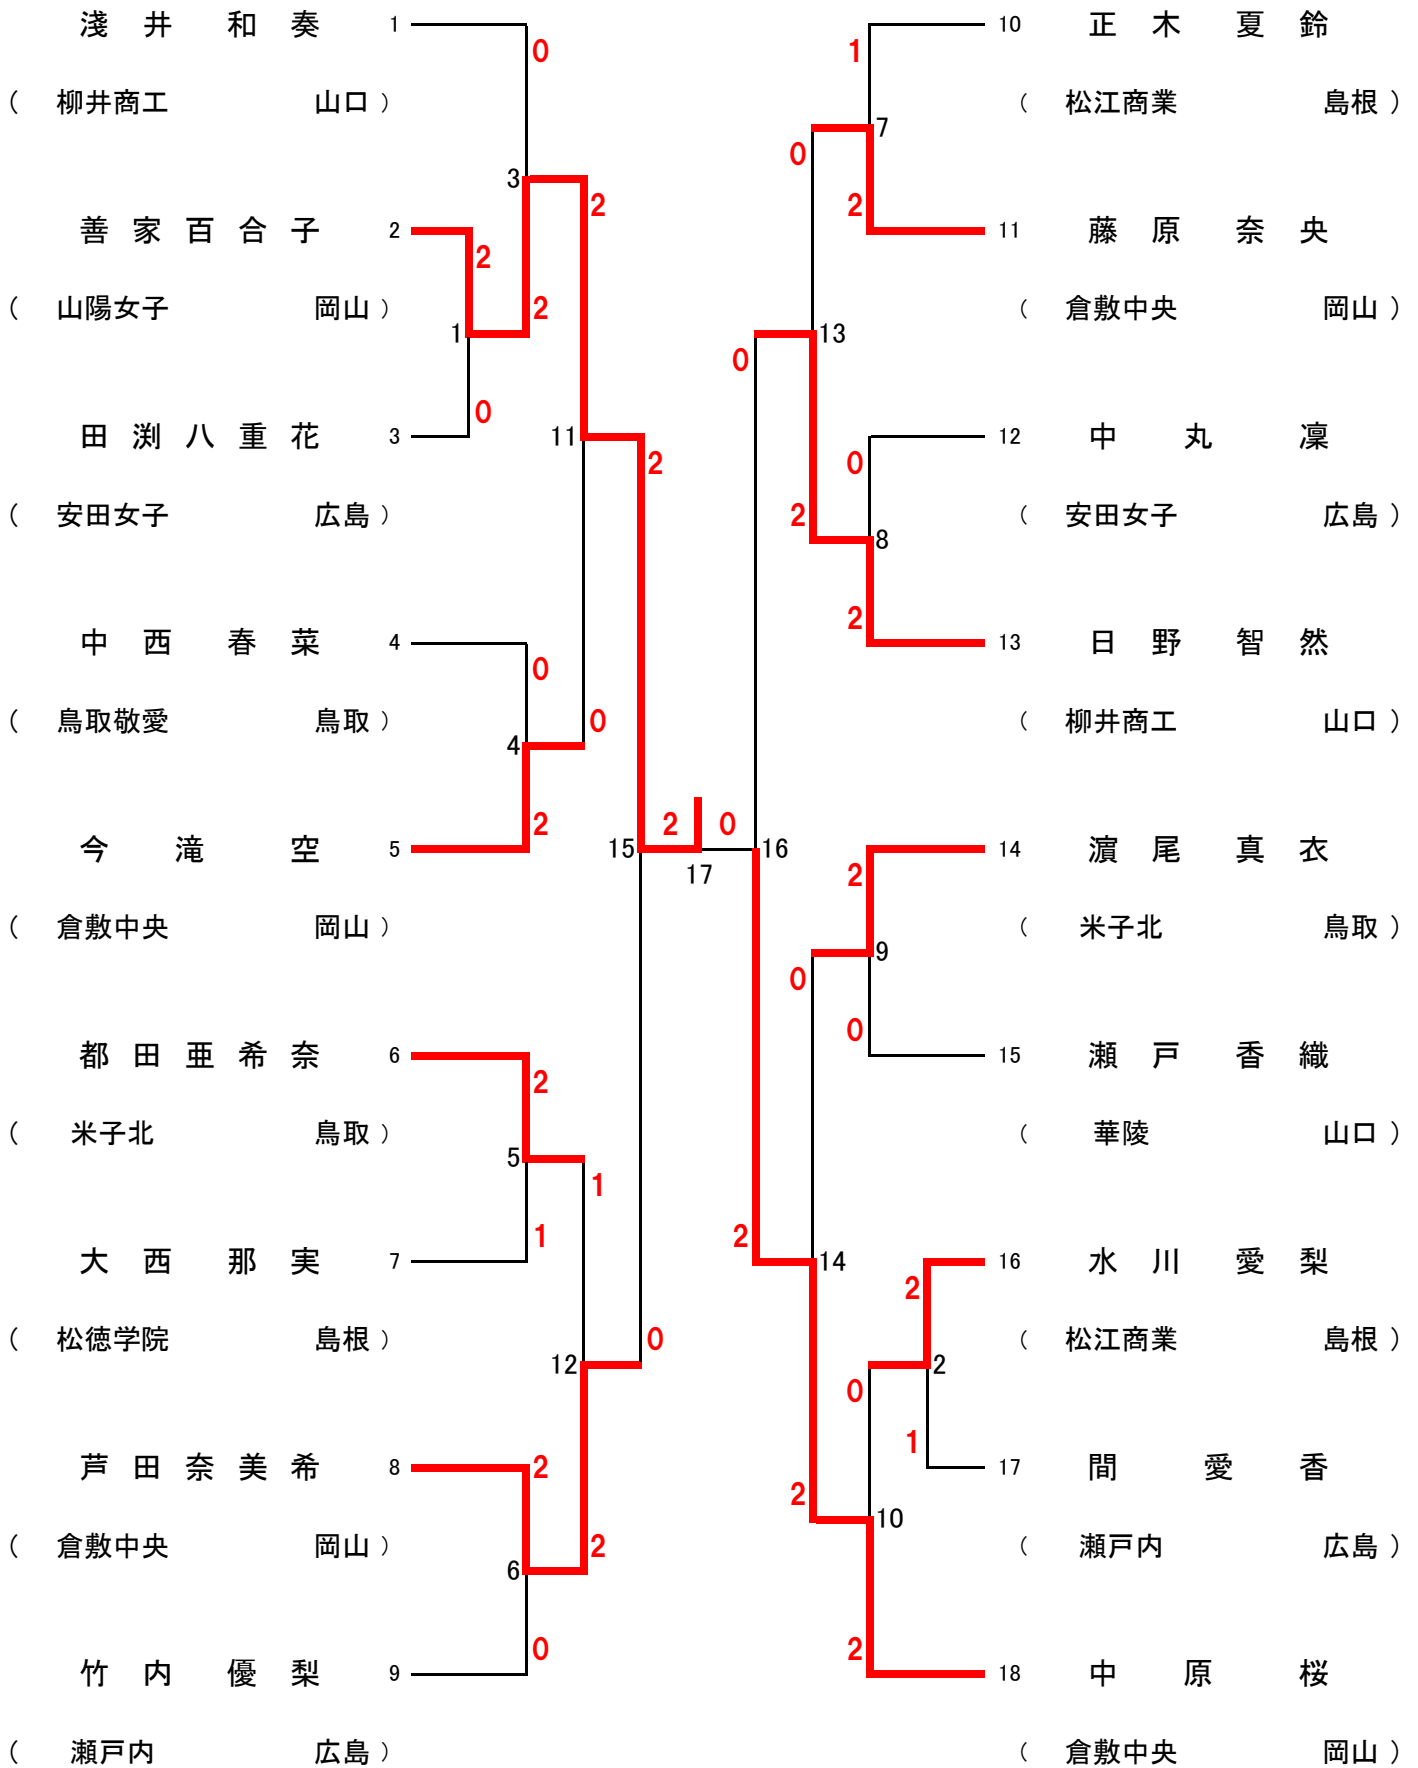 淺井 和奏 1
( 柳井商工 山口 )
善家百合子 2
( 山陽女子 岡山 )
田渕八重花 3
( 安田女子 広島 )
中西 春菜 4
( 鳥取敬愛 鳥取 )
今滝 空 5
( 倉敷中央 岡山 )
都田亜希奈 6
( 米子北 鳥取 )
大西 那実 7
( 松徳学院 島根 )
芦田奈美希 8
( 倉敷中央 岡山 )
竹内 優梨 9
( 瀬戸内 広島 )
0
3
2
2
2
1
0
11
2
0
4
0
2
15
2
17
0
16
2
5
1
1
12
0
2
6
2
0
10 正木 夏鈴
( 松江商業 島根 )
11 藤原 奈央
( 倉敷中央 岡山 )
12 中丸 凜
( 安田女子 広島 )
13 日野 智然
( 柳井商工 山口 )
14 濵尾 真衣
( 米子北 鳥取 )
15 瀬戸 香織
( 華陵 山口 )
16 水川 愛梨
( 松江商業 島根 )
17 間 愛香
( 瀬戸内 広島 )
18 中原 桜
( 倉敷中央 岡山 )
1
7
0
2
13
0
0
2
8
2
2
9
0
0
2
14
2
2
0
1
2
10
2